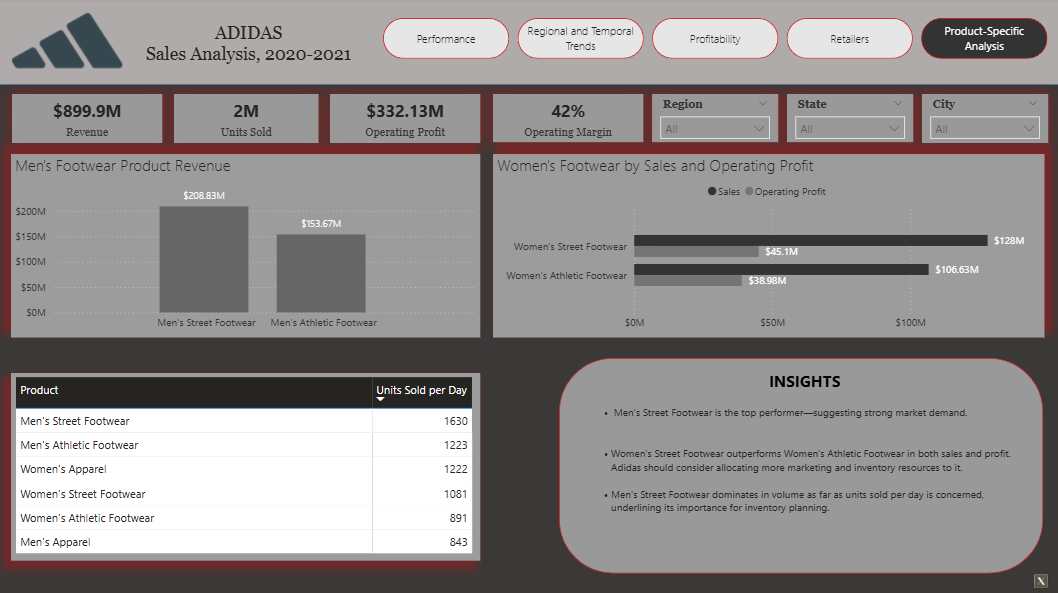 ADIDAS
Sales Analysis, 2020-2021
Performance
Regional and Temporal
Trends
Profitability
Retailers
Product-Specific
Analysis
$899.9M
Revenue
2M
Units Sold
$332.13M
Operating Profit
42%
Operating Margin
Region
All
State
All
City
All
Men's Footwear Product Revenue
$208.83M
$153.67M
$200M
$150M
$100M
$50M
$0M
Men's Street Footwear
Men's Athletic Footwear
Women's Footwear by Sales and Operating Profit
Sales
Operating Profit
Women's Street Footwear
$128M
$45.1M
Women's Athletic Footwear
$106.63M
$38.98M
$0M
$50M
$100M
Product Units Sold per Day
Men's Street Footwear 1630
Men's Athletic Footwear 1223
Women's Apparel 1222
Women's Street Footwear 1081
Women's Athletic Footwear 891
Men's Apparel 843
INSIGHTS
• Men's Street Footwear is the top performer—suggesting strong market demand.
• Women's Street Footwear outperforms Women's Athletic Footwear in both sales and profit.
Adidas should consider allocating more marketing and inventory resources to it.
• Men's Street Footwear dominates in volume as far as units sold per day is concerned,
underlining its importance for inventory planning.